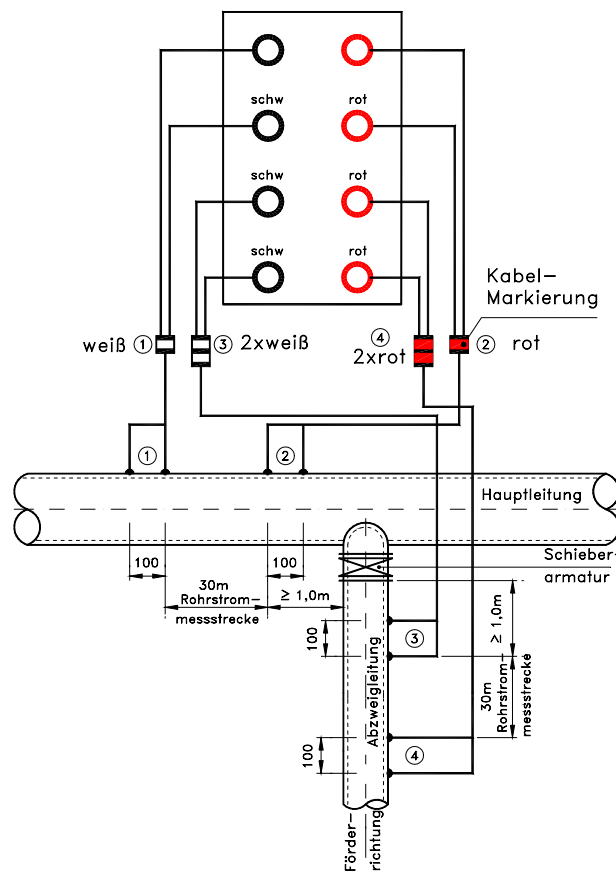 schw rot
schw rot
schw rot
Kabel-
Markierung
weiß ① ③ 2xweiß
④
2xrot
② rot
① ②
Hauptleitung
Schieber-
armatur
100 100
30m
Rohrstrom-
messstrecke
≥ 1,0m
100
③
≥ 1,0m
30m
Rohrstrom-
messstrecke
Abzweigleitung
100
④
Förder-
richtung